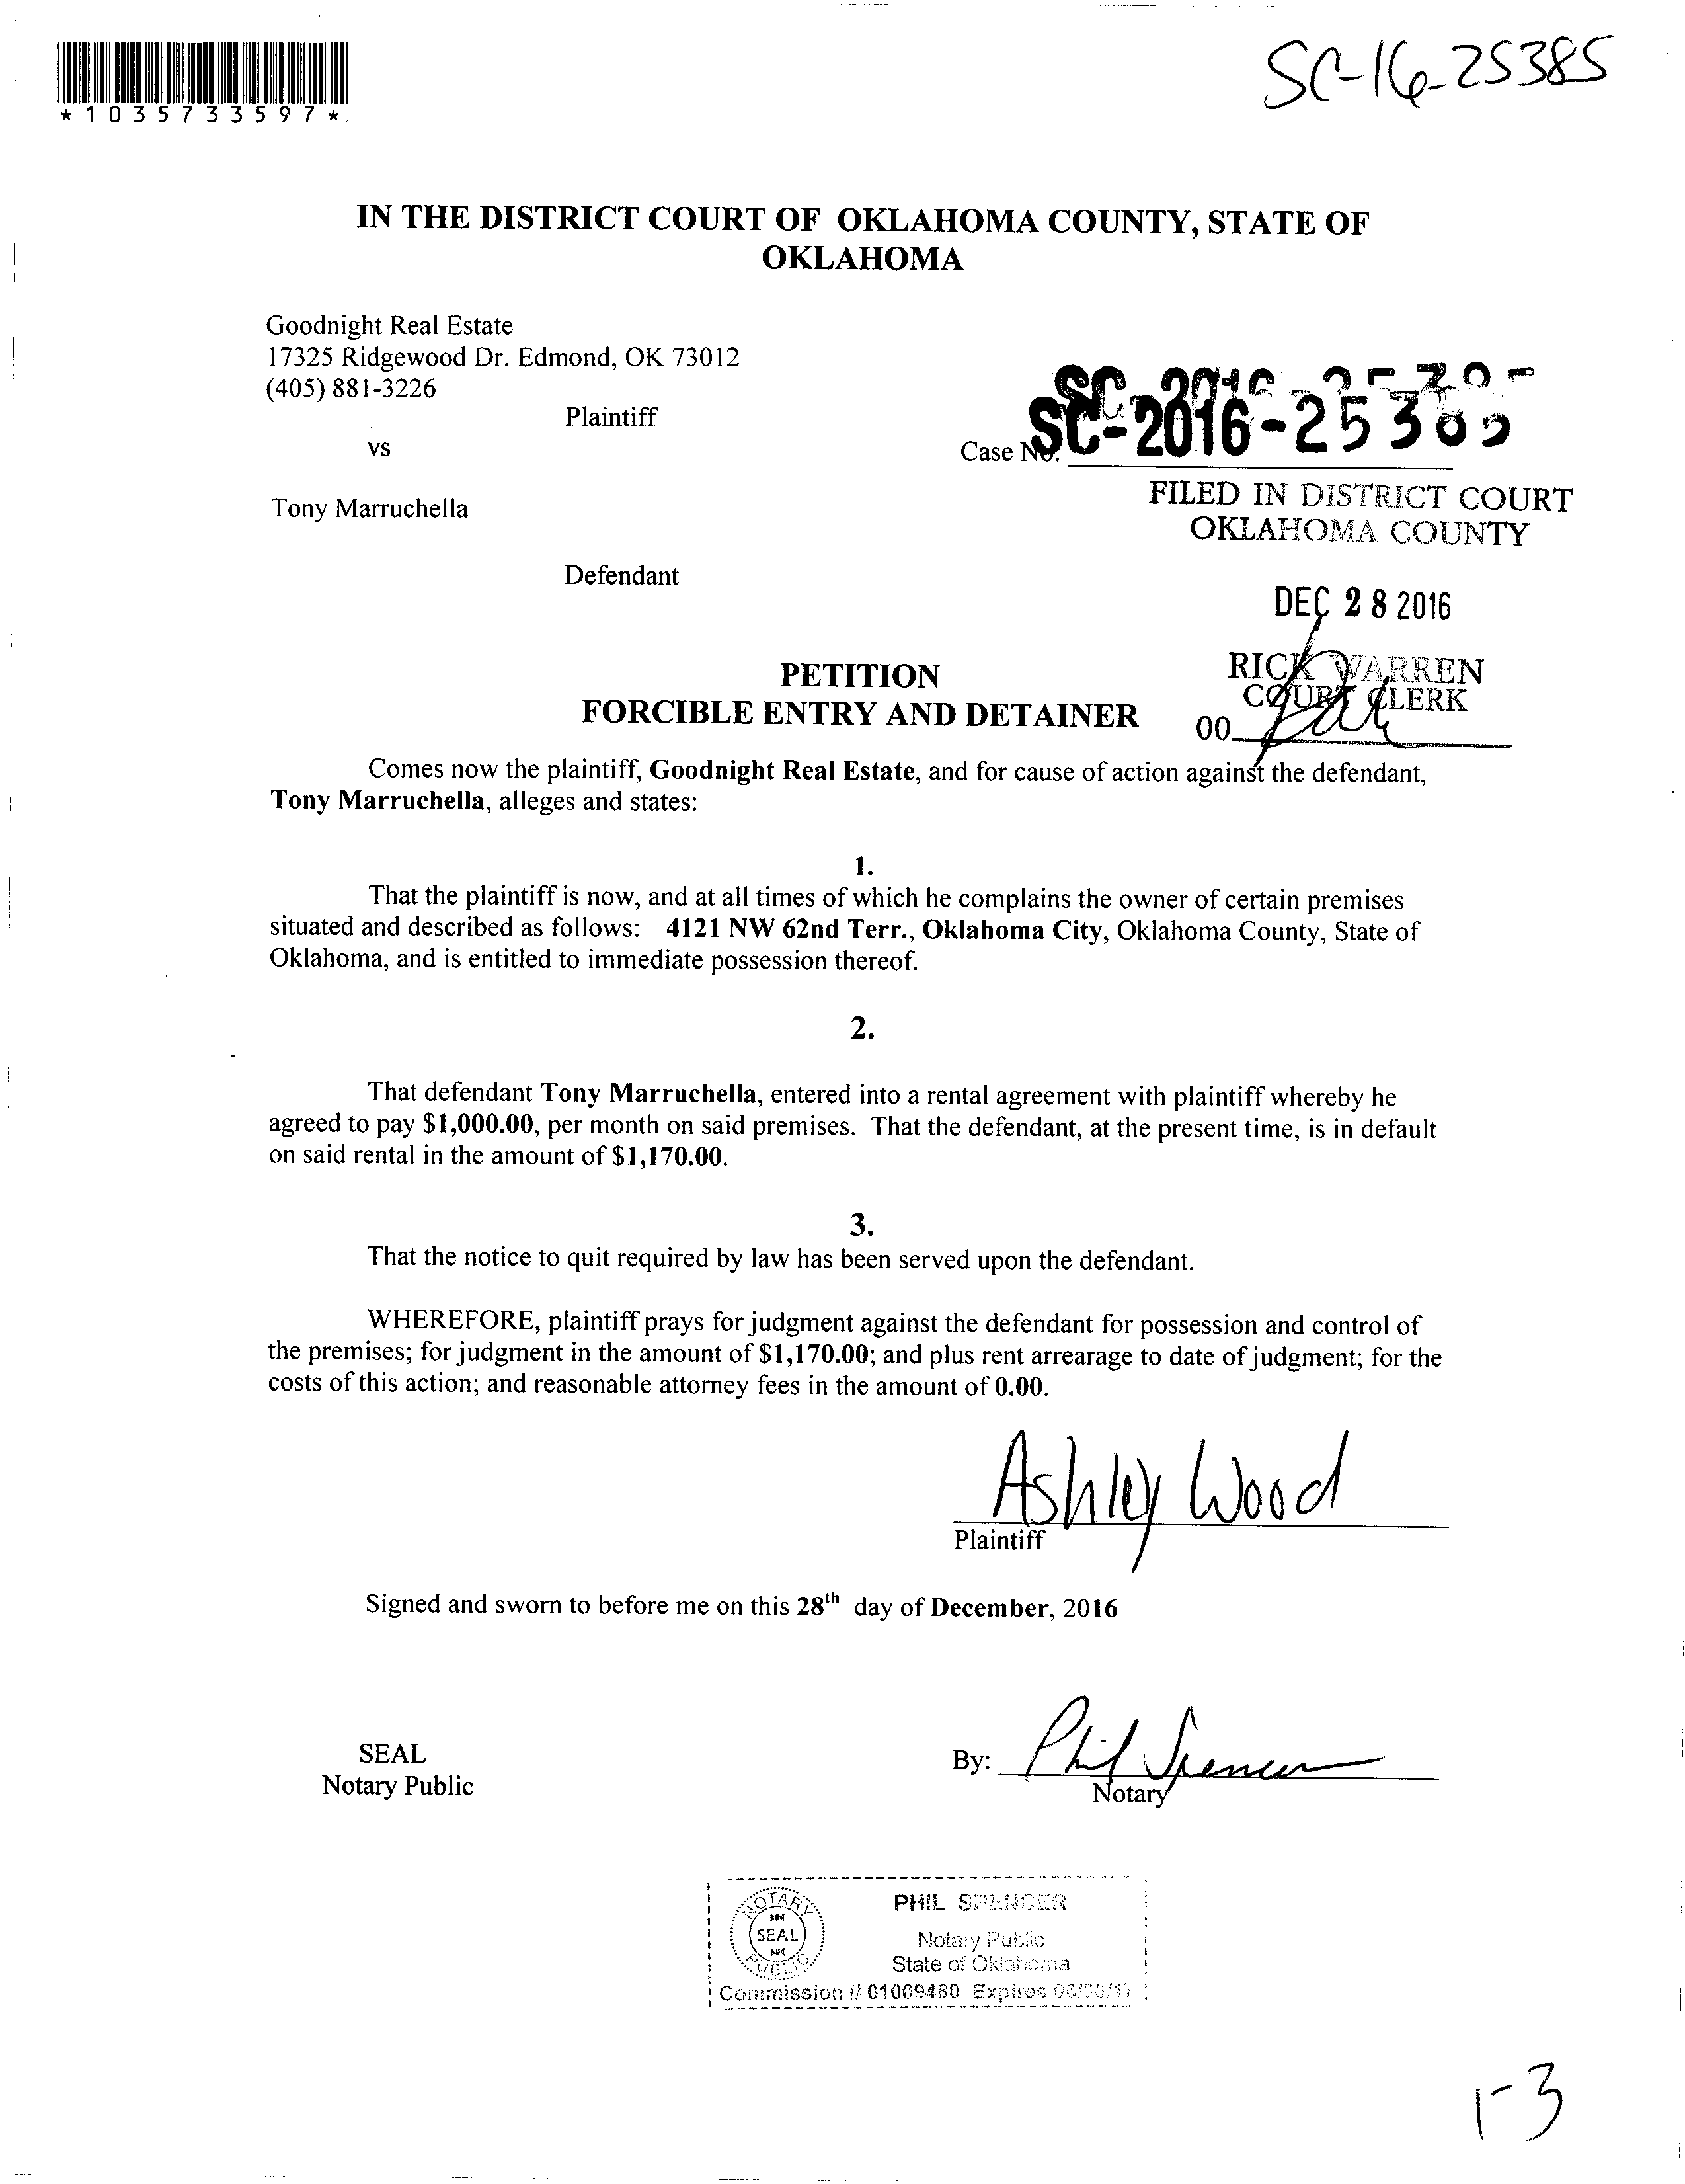 *1035733597*
SC-16-25385
IN THE DISTRICT COURT OF OKLAHOMA COUNTY, STATE OF
OKLAHOMA
Goodnight Real Estate
17325 Ridgewood Dr. Edmond, OK 73012
(405) 881-3226
Plaintiff
vs
Case No. SC-2016-25385
Tony Marruchella
FILED IN DISTRICT COURT
OKLAHOMA COUNTY
Defendant
DEC 28 2016
RICK WARREN
COURT CLERK
00
PETITION
FORCIBLE ENTRY AND DETAINER
Comes now the plaintiff, Goodnight Real Estate, and for cause of action against the defendant,
Tony Marruchella, alleges and states:
1.
That the plaintiff is now, and at all times of which he complains the owner of certain premises
situated and described as follows: 4121 NW 62nd Terr., Oklahoma City, Oklahoma County, State of
Oklahoma, and is entitled to immediate possession thereof.
2.
That defendant Tony Marruchella, entered into a rental agreement with plaintiff whereby he
agreed to pay $1,000.00, per month on said premises. That the defendant, at the present time, is in default
on said rental in the amount of $1,170.00.
3.
That the notice to quit required by law has been served upon the defendant.
WHEREFORE, plaintiff prays for judgment against the defendant for possession and control of
the premises; for judgment in the amount of $1,170.00; and plus rent arrearage to date of judgment; for the
costs of this action; and reasonable attorney fees in the amount of 0.00.
Ashley Wood
Plaintiff
Signed and sworn to before me on this 28th day of December, 2016
SEAL
Notary Public
By: Phil Spencer
Notary
NOTARY
SEAL
PUBLIC
PHIL SPENCER
Notary Public
State of Oklahoma
Commission # 01009480 Expires
1-3